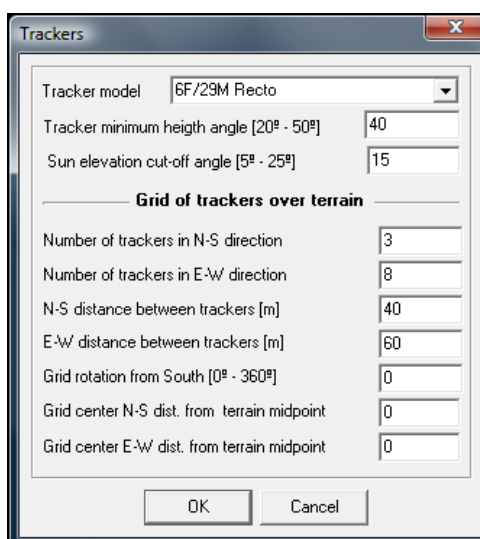 Trackers
Tracker model 6F/29M Recto
Tracker minimum heigth angle [20º - 50º] 40
Sun elevation cut-off angle [5º - 25º] 15
Grid of trackers over terrain
Number of trackers in N-S direction 3
Number of trackers in E-W direction 8
N-S distance between trackers [m] 40
E-W distance between trackers [m] 60
Grid rotation from South [0º - 360º] 0
Grid center N-S dist. from terrain midpoint 0
Grid center E-W dist. from terrain midpoint 0
OK Cancel